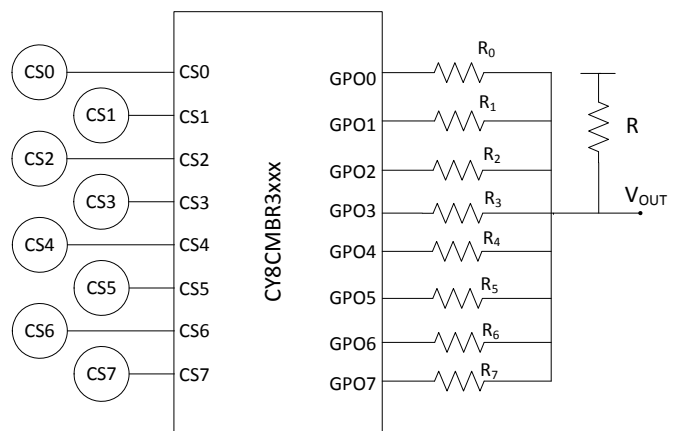 CS0 CS0 GPO0 R0
CS1 CS1 GPO1 R1
R
CS2 CS2 GPO2 R2
CS3 CS3 GPO3 R3 VOUT
CS4 CS4 GPO4 R4
CS5 CS5 GPO5 R5
CS6 CS6 GPO6 R6
CS7 CS7 GPO7 R7
CY8CMBR3xxx